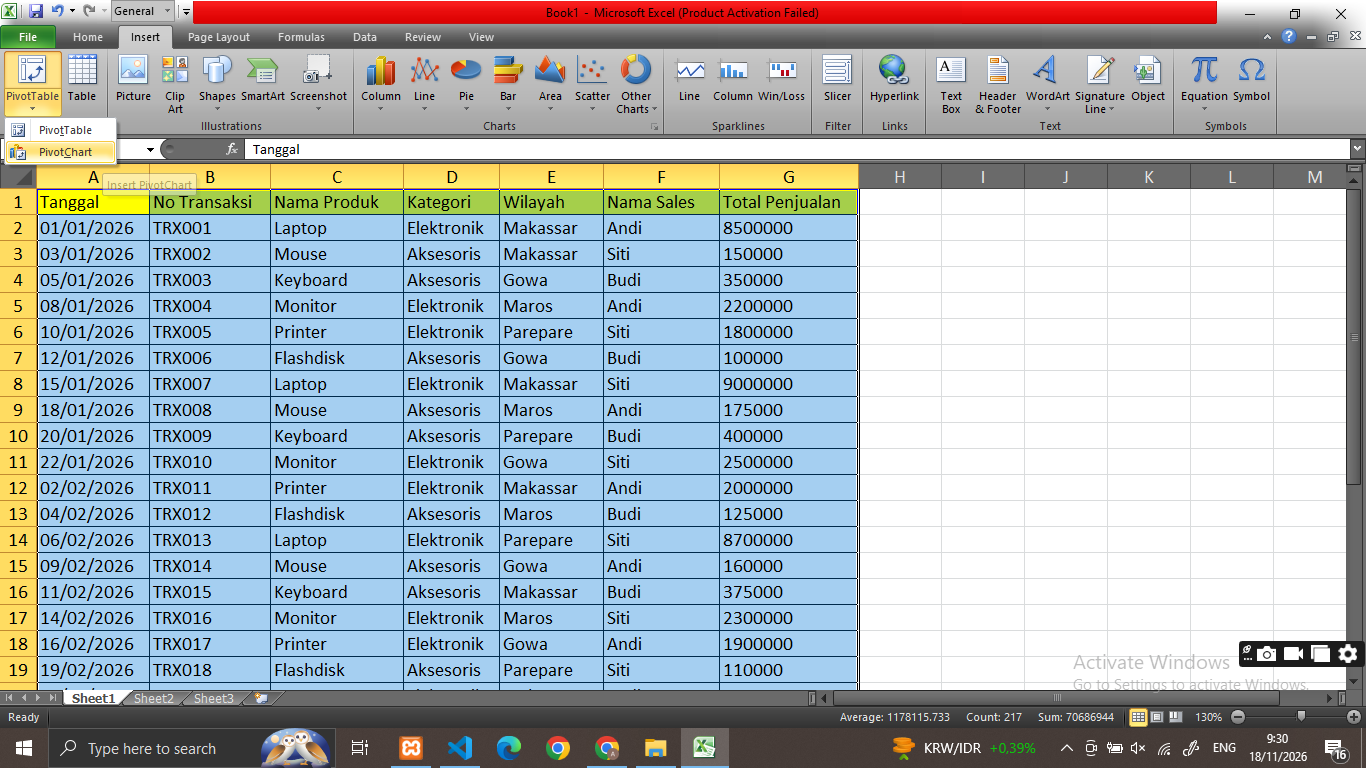 General
Book1 - Microsoft Excel (Product Activation Failed)
File Home Insert Page Layout Formulas Data Review View
PivotTable Table Picture Clip Art Shapes SmartArt Screenshot Column Line Pie Bar Area Scatter Other Charts Line Column Win/Loss Slicer Hyperlink Text Box Header & Footer WordArt Signature Line Object Equation Symbol
Illustrations Charts Sparklines Filter Links Text Symbols
PivotTable
PivotChart
Insert PivotChart
fx Tanggal
A B C D E F G H I J K L M
1 Tanggal No Transaksi Nama Produk Kategori Wilayah Nama Sales Total Penjualan
2 01/01/2026 TRX001 Laptop Elektronik Makassar Andi 8500000
3 03/01/2026 TRX002 Mouse Aksesoris Makassar Siti 150000
4 05/01/2026 TRX003 Keyboard Aksesoris Gowa Budi 350000
5 08/01/2026 TRX004 Monitor Elektronik Maros Andi 2200000
6 10/01/2026 TRX005 Printer Elektronik Parepare Siti 1800000
7 12/01/2026 TRX006 Flashdisk Aksesoris Gowa Budi 100000
8 15/01/2026 TRX007 Laptop Elektronik Makassar Siti 9000000
9 18/01/2026 TRX008 Mouse Aksesoris Maros Andi 175000
10 20/01/2026 TRX009 Keyboard Aksesoris Parepare Budi 400000
11 22/01/2026 TRX010 Monitor Elektronik Gowa Siti 2500000
12 02/02/2026 TRX011 Printer Elektronik Makassar Andi 2000000
13 04/02/2026 TRX012 Flashdisk Aksesoris Maros Budi 125000
14 06/02/2026 TRX013 Laptop Elektronik Parepare Siti 8700000
15 09/02/2026 TRX014 Mouse Aksesoris Gowa Andi 160000
16 11/02/2026 TRX015 Keyboard Aksesoris Makassar Budi 375000
17 14/02/2026 TRX016 Monitor Elektronik Maros Siti 2300000
18 16/02/2026 TRX017 Printer Elektronik Gowa Andi 1900000
19 19/02/2026 TRX018 Flashdisk Aksesoris Parepare Siti 110000
Activate Windows
Go to Settings to activate Windows.
Sheet1 Sheet2 Sheet3
Ready Average: 1178115.733 Count: 217 Sum: 70686944 130%
Type here to search KRW/IDR +0,39% ENG 9:30
18/11/2026 16